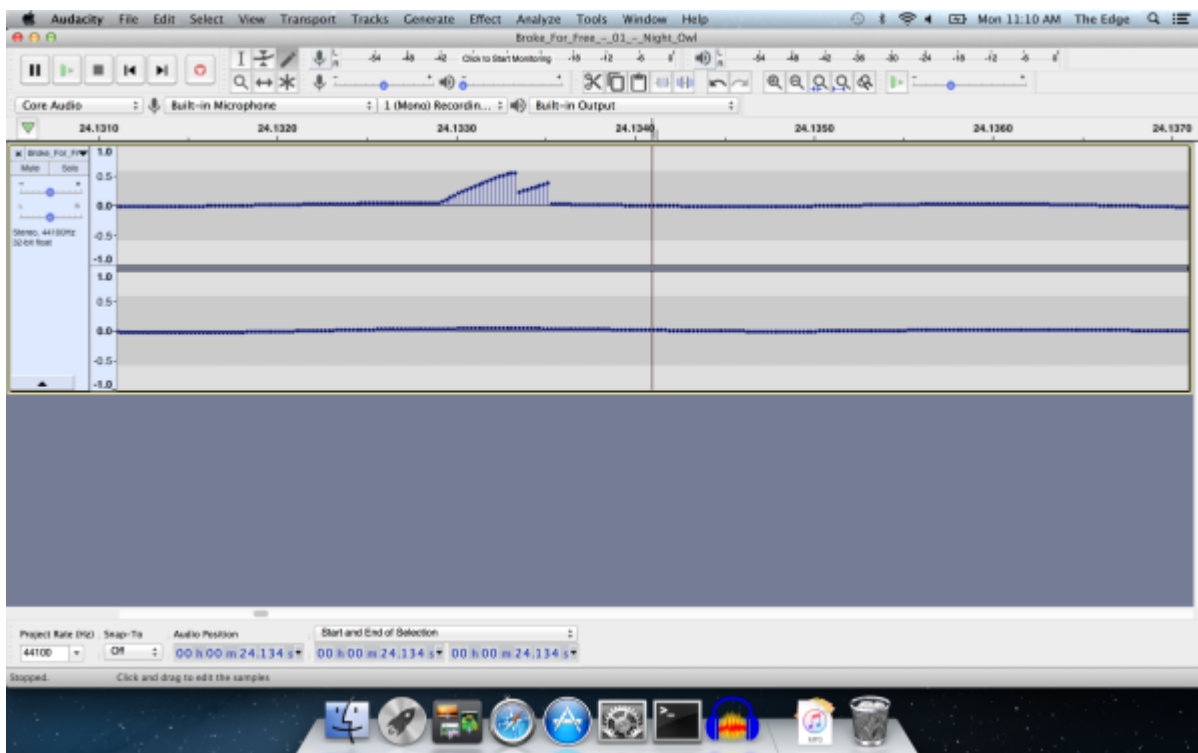 Audacity File Edit Select View Transport Tracks Generate Effect Analyze Tools Window Help Mon 11:10 AM The Edge
Broke_For_Free_-_01_-_Night_Owl
L R -54 -48 -42 Click to Start Monitoring -18 -12 -6 0 L R -54 -48 -42 -36 -30 -24 -18 -12 -6 0
Core Audio Built-in Microphone 1 (Mono) Recordin... Built-in Output
24.1310 24.1320 24.1330 24.1340 24.1350 24.1360 24.1370
Broke_For_Fr 1.0
Mute Solo
0.5
- +
L R 0.0
Stereo, 44100Hz
32-bit float
-0.5
-1.0
1.0
0.5
0.0
-0.5
-1.0
Project Rate (Hz) Snap-To Audio Position Start and End of Selection
44100 Off 00 h 00 m 24.134 s 00 h 00 m 24.134 s 00 h 00 m 24.134 s
Stopped. Click and drag to edit the samples
MP3